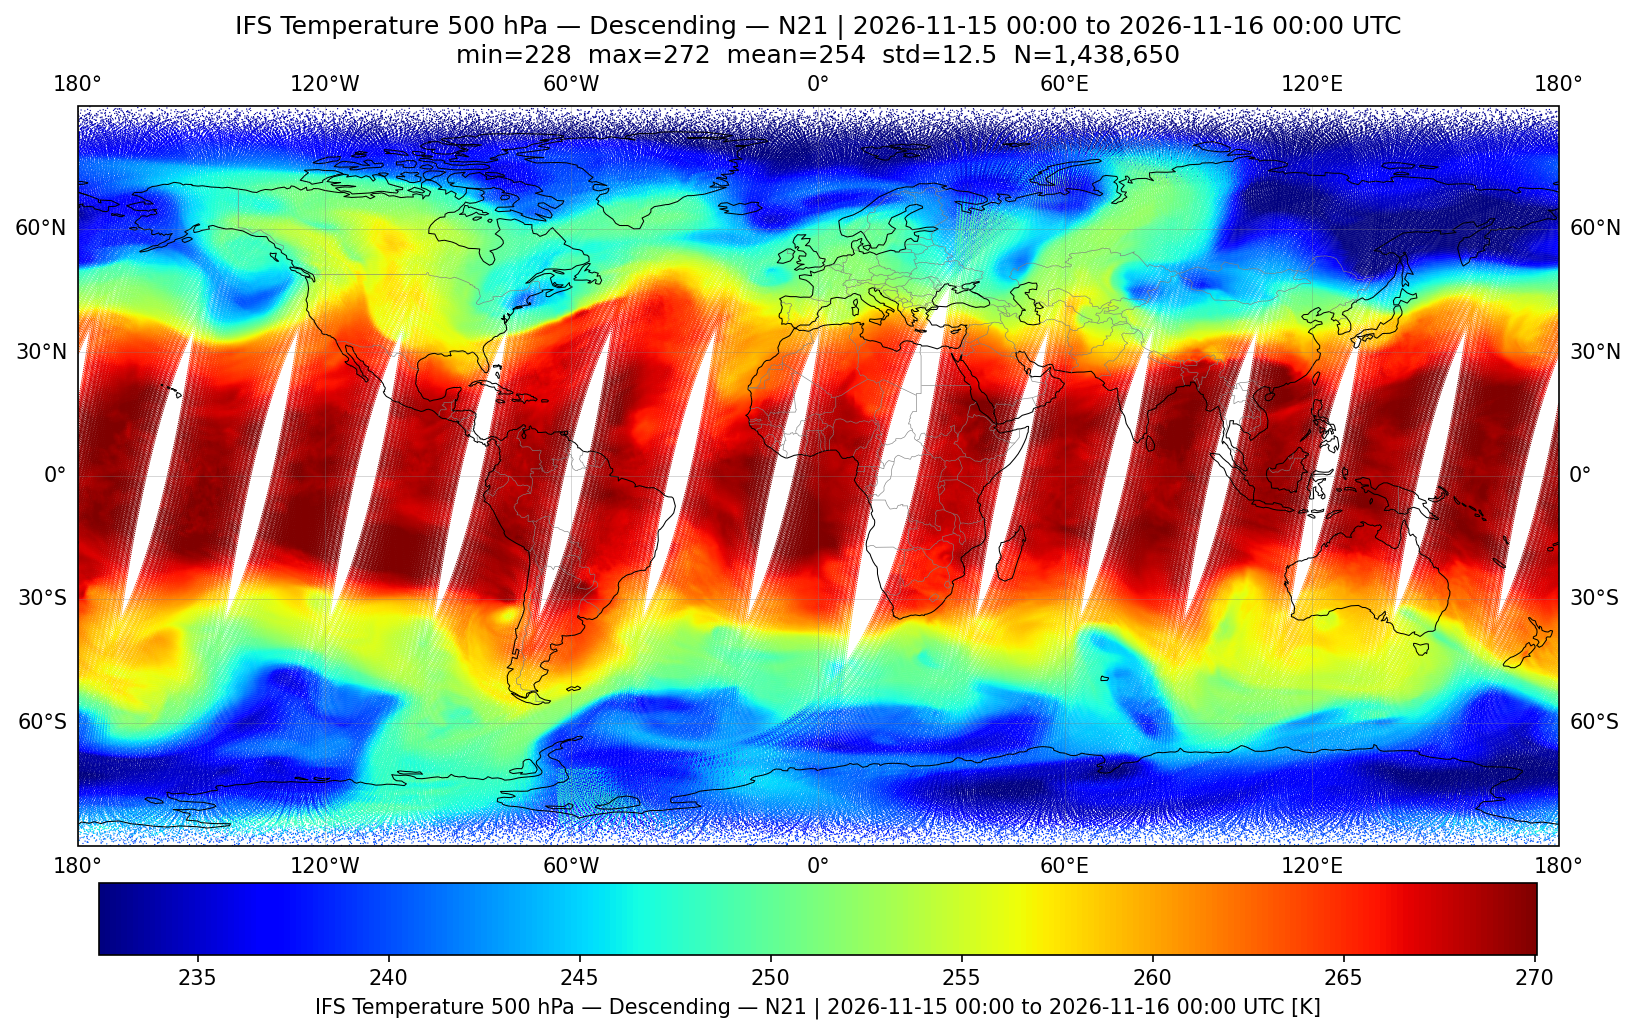 IFS Temperature 500 hPa — Descending — N21 | 2026-11-15 00:00 to 2026-11-16 00:00 UTC
min=228  max=272  mean=254  std=12.5  N=1,438,650
180° 120°W 60°W 0° 60°E 120°E 180°
60°N 60°N
30°N 30°N
0° 0°
30°S 30°S
60°S 60°S
180° 120°W 60°W 0° 60°E 120°E 180°
235 240 245 250 255 260 265 270
IFS Temperature 500 hPa — Descending — N21 | 2026-11-15 00:00 to 2026-11-16 00:00 UTC [K]